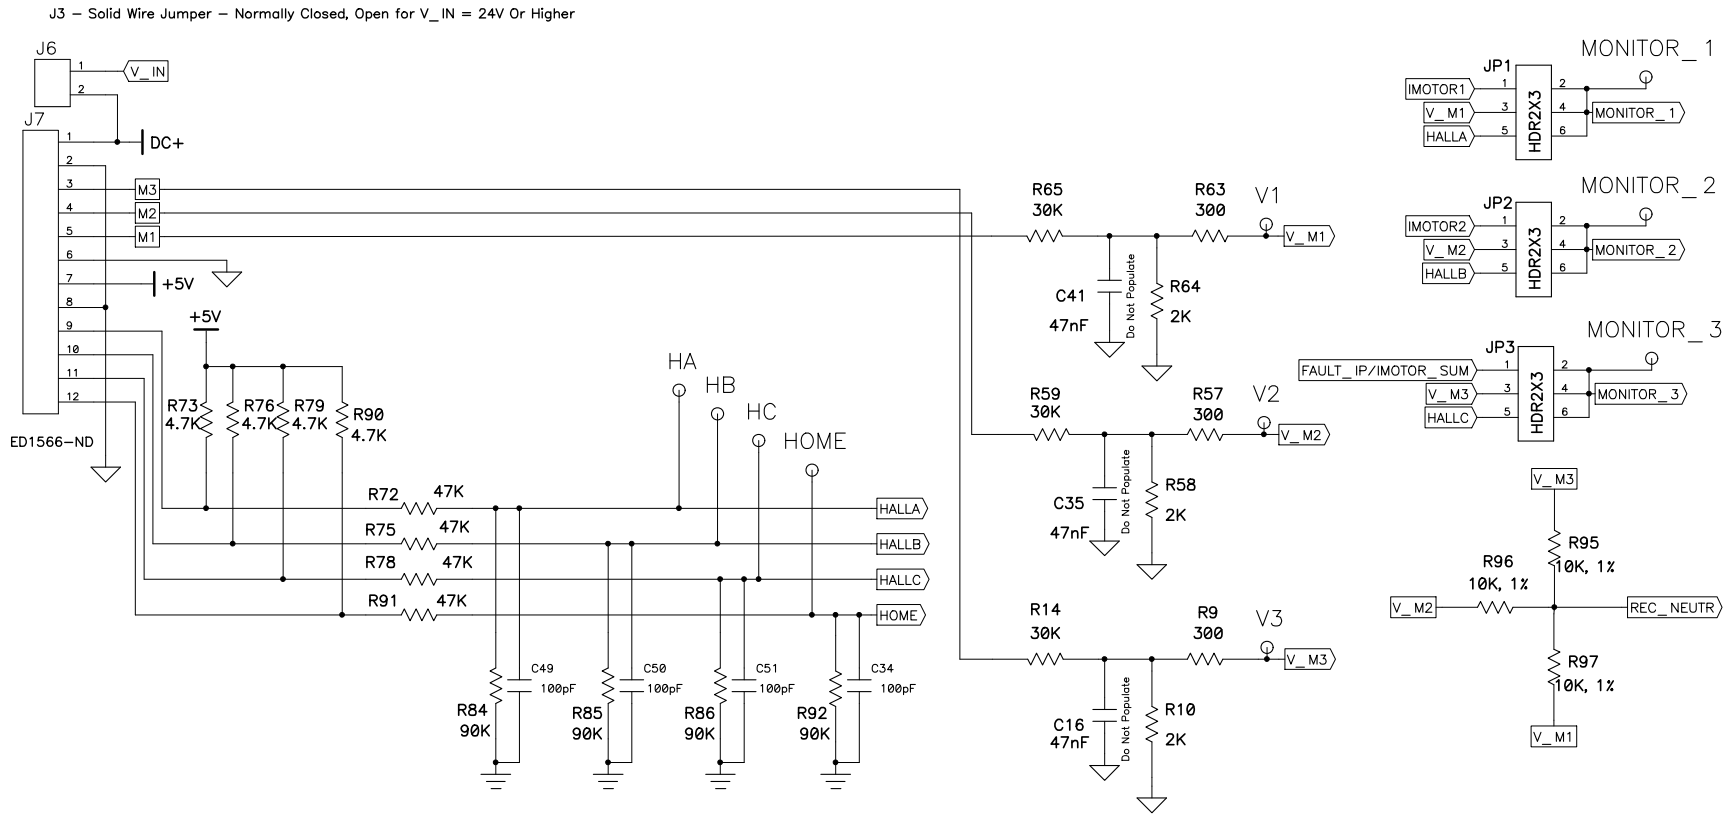 J3 – Solid Wire Jumper – Normally Closed, Open for V_IN = 24V Or Higher
J6
1
V_IN
2
J7
1
DC+
2
3
M3
4
M2
5
M1
6
7
+5V
8
9
10
11
12
ED1566-ND
+5V
R73
4.7K
R76
4.7K
R79
4.7K
R90
4.7K
R72
47K
R75
47K
R78
47K
R91
47K
HA
HB
HC
HOME
HALLA
HALLB
HALLC
HOME
R84
90K
C49
100pF
R85
90K
C50
100pF
R86
90K
C51
100pF
R92
90K
C34
100pF
R65
30K
R63
300
V1
V_M1
C41
47nF
Do Not Populate
R64
2K
R59
30K
R57
300
V2
V_M2
C35
47nF
Do Not Populate
R58
2K
R14
30K
R9
300
V3
V_M3
C16
47nF
Do Not Populate
R10
2K
MONITOR_1
JP1
IMOTOR1
1
2
V_M1
3
4
MONITOR_1
HALLA
5
6
HDR2X3
MONITOR_2
JP2
IMOTOR2
1
2
V_M2
3
4
MONITOR_2
HALLB
5
6
HDR2X3
MONITOR_3
JP3
FAULT_IP/IMOTOR_SUM
1
2
V_M3
3
4
MONITOR_3
HALLC
5
6
HDR2X3
V_M3
R95
10K, 1%
R96
10K, 1%
V_M2
REC_NEUTR
R97
10K, 1%
V_M1